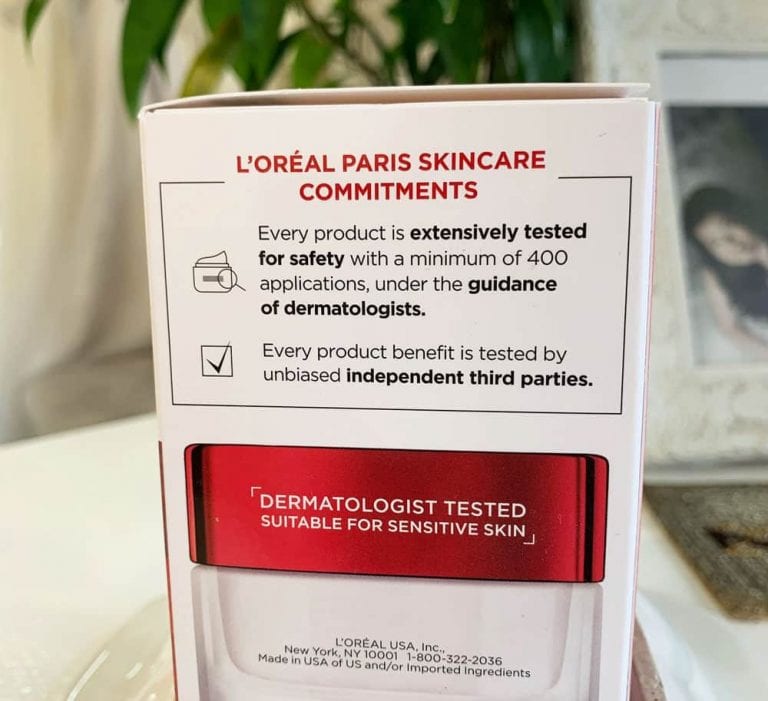 L'ORÉAL PARIS SKINCARE
COMMITMENTS
Every product is extensively tested
for safety with a minimum of 400
applications, under the guidance
of dermatologists.
Every product benefit is tested by
unbiased independent third parties.
DERMATOLOGIST TESTED
SUITABLE FOR SENSITIVE SKIN
L'ORÉAL USA, Inc.,
New York, NY 10001 1-800-322-2036
Made in USA of US and/or Imported Ingredients